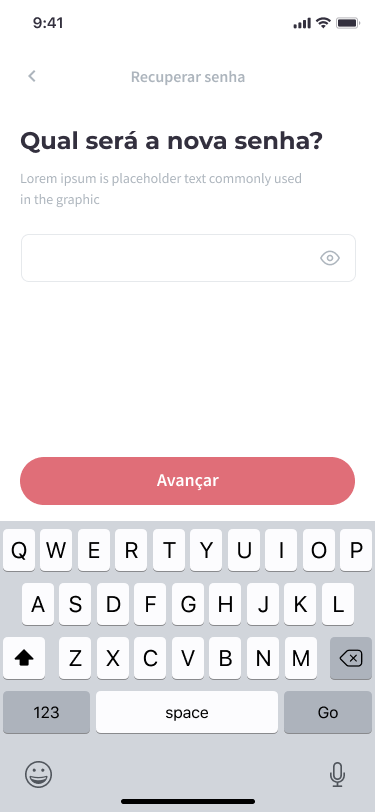 9:41
Recuperar senha
Qual será a nova senha?
Lorem ipsum is placeholder text commonly used
in the graphic
Avançar
Q W E R T Y U I O P
A S D F G H J K L
Z X C V B N M
123 space Go